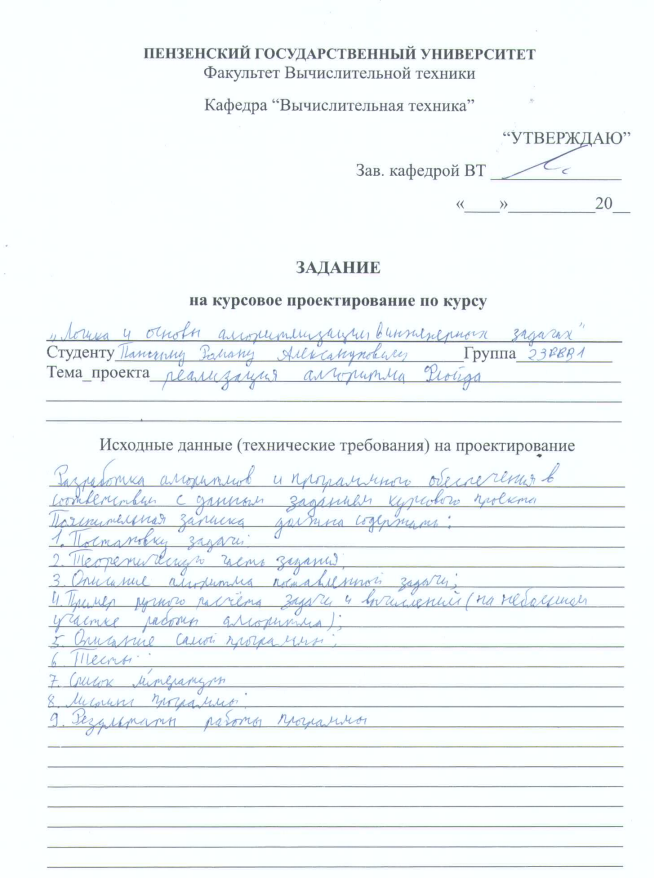 ПЕНЗЕНСКИЙ ГОСУДАРСТВЕННЫЙ УНИВЕРСИТЕТ
Факультет Вычислительной техники
Кафедра “Вычислительная техника”
“УТВЕРЖДАЮ”
Зав. кафедрой ВТ ______________
«____»__________20__
ЗАДАНИЕ
на курсовое проектирование по курсу
„Логика и основы алгоритмизации в инженерных задачах"
Студенту Роману Александровичу Группа 23ВВВ1
Тема_проекта реализация алгоритма Флойда
Исходные данные (технические требования) на проектирование
Разработка алгоритмов и программного обеспечения в
соответствии с данным заданием курсового проекта
Пояснительная записка должна содержать:
1. Постановку задачи;
2. Теоретическую часть задания;
3. Описание алгоритма поставленной задачи;
4. Пример ручного расчёта задачи и вычислений (на небольшом
участке работы алгоритма);
5. Описание самой программы;
6. Тесты;
7. Список литературы
8. Листинг программы;
9. Результаты работы программы